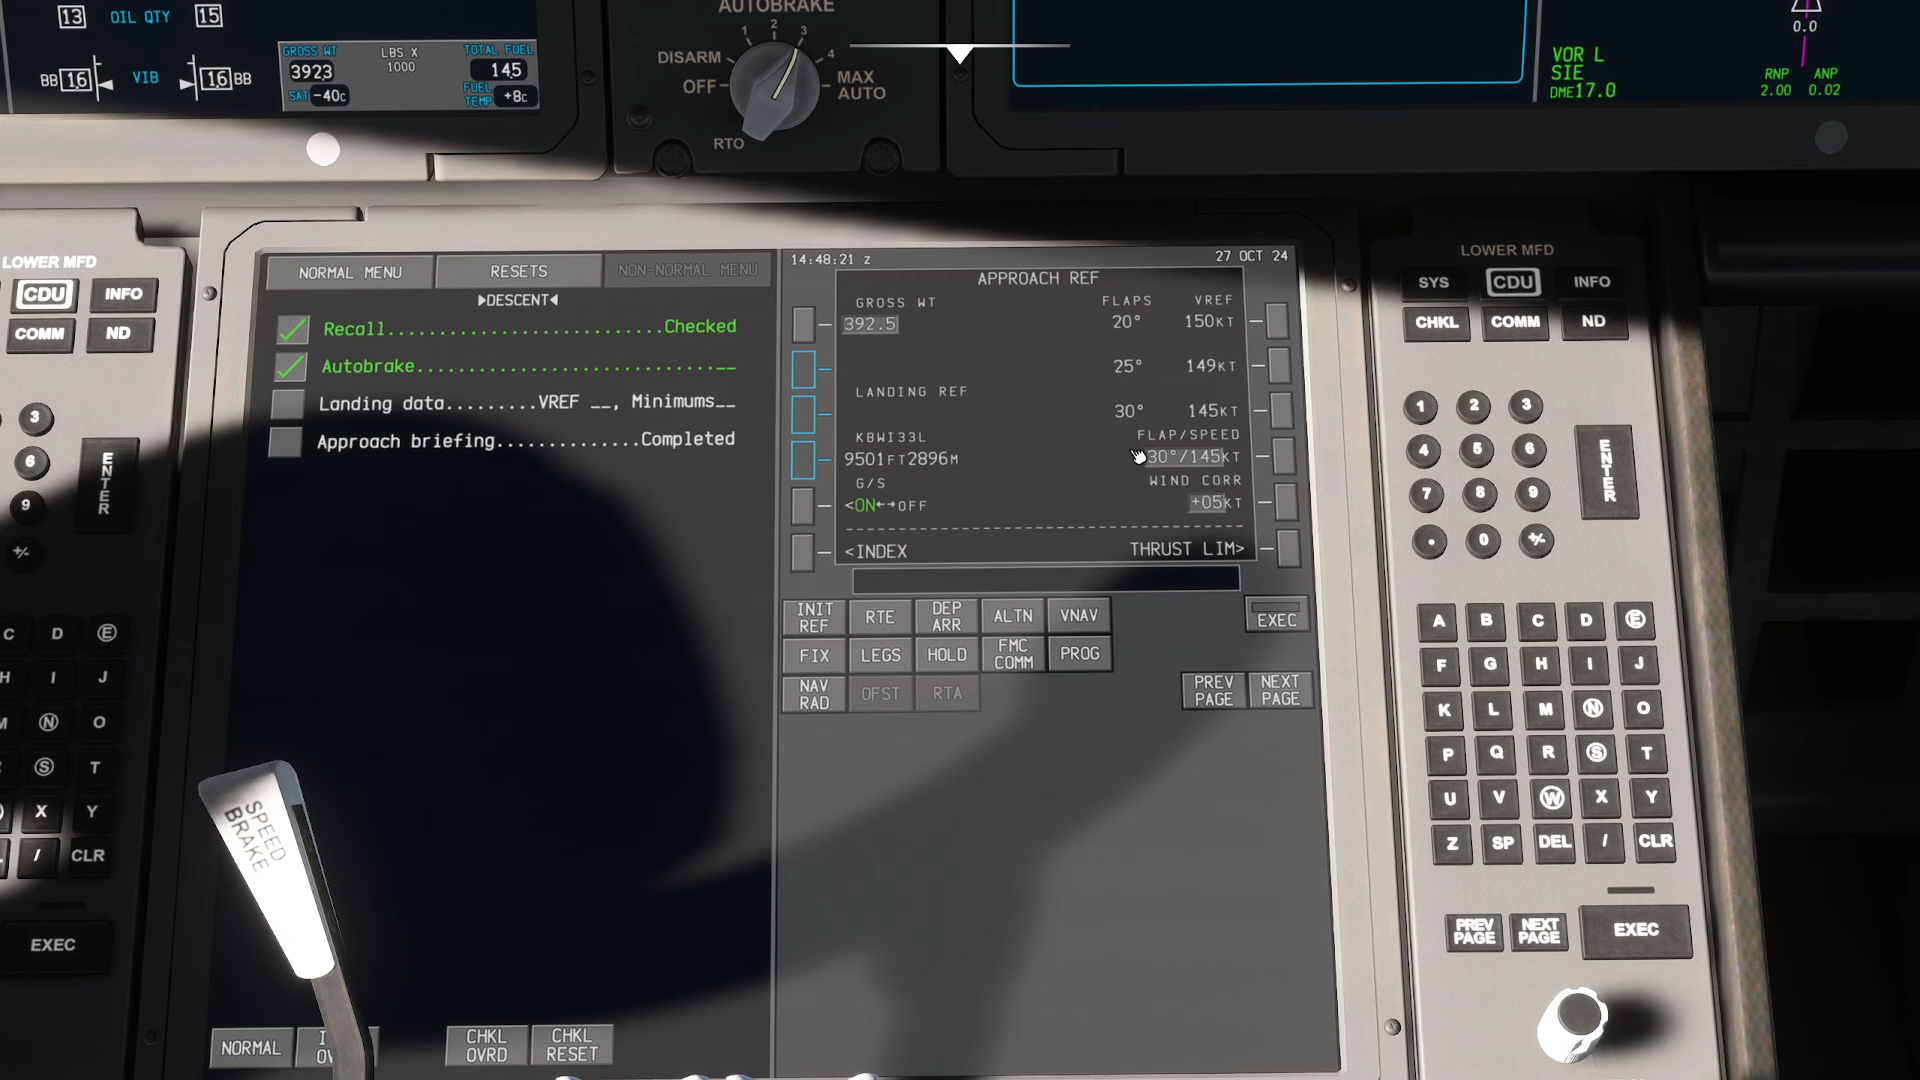 13 OIL QTY 15
BB 16 VIB 16 BB
GROSS WT LBS X TOTAL FUEL
3923 1000 145
SAT -40c FUEL TEMP +8c
AUTOBRAKE
1 2 3 4
DISARM
OFF
MAX
AUTO
RTO
VOR L
SIE
DME17.0
0.0
RNP ANP
2.00 0.02
LOWER MFD
CDU INFO
COMM ND
3
6
9
+/-
ENTER
C D E
H I J
M N O
R S T
X Y
/ CLR
EXEC
NORMAL MENU RESETS NON-NORMAL MENU
▶DESCENT◀
Recall..........................Checked
Autobrake.............................__
Landing data.........VREF __, Minimums__
Approach briefing..............Completed
NORMAL
CHKL
OVRD
CHKL
RESET
SPEED
BRAKE
14:48:21 z 27 OCT 24
APPROACH REF
GROSS WT FLAPS VREF
392.5 20° 150KT
25° 149KT
LANDING REF
30° 145KT
KBWI33L FLAP/SPEED
9501FT2896M 30°/145KT
G/S WIND CORR
<ON←→OFF +05KT
<INDEX THRUST LIM>
INIT REF RTE DEP ARR ALTN VNAV EXEC
FIX LEGS HOLD FMC COMM PROG
NAV RAD OFST RTA PREV PAGE NEXT PAGE
LOWER MFD
SYS CDU INFO
CHKL COMM ND
1 2 3
4 5 6
7 8 9
. 0 +/-
ENTER
A B C D E
F G H I J
K L M N O
P Q R S T
U V W X Y
Z SP DEL / CLR
PREV PAGE NEXT PAGE EXEC